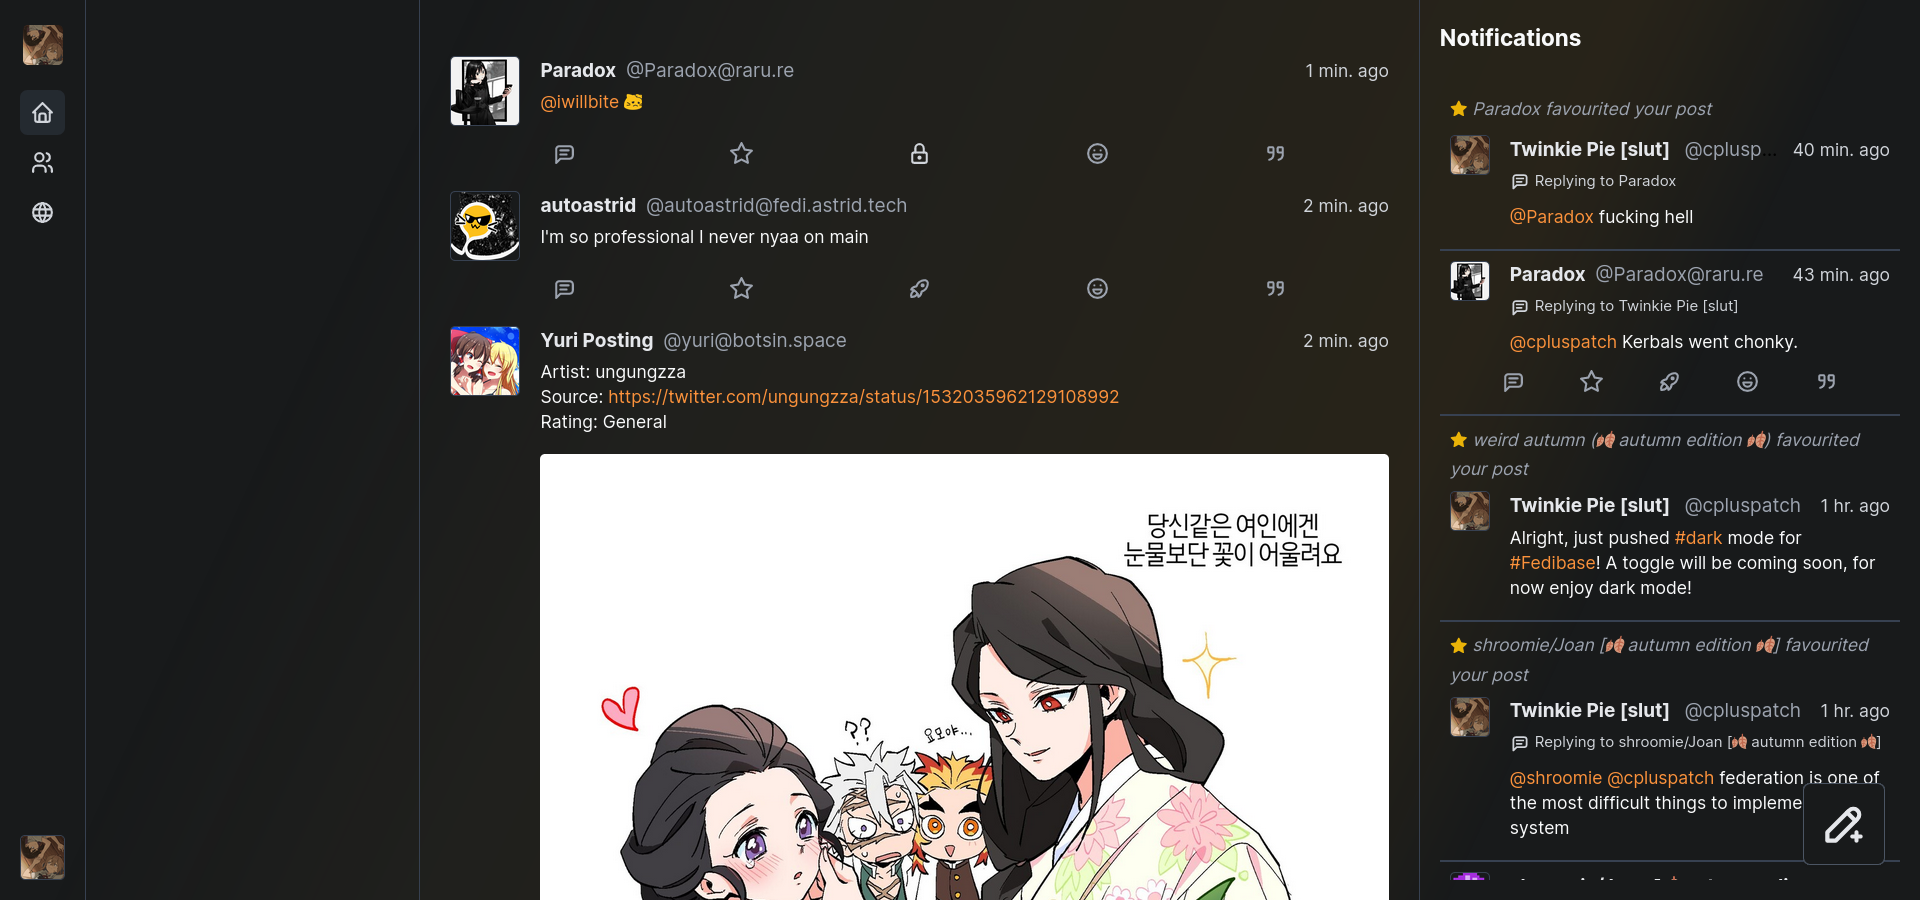 Paradox @Paradox@raru.re 1 min. ago
@iwillbite
autoastrid @autoastrid@fedi.astrid.tech 2 min. ago
I'm so professional I never nyaa on main
Yuri Posting @yuri@botsin.space 2 min. ago
Artist: ungungzza
Source: https://twitter.com/ungungzza/status/1532035962129108992
Rating: General
당신같은 여인에겐
눈물보단 꽃이 어울려요
??
요모야...
Notifications
Paradox favourited your post
Twinkie Pie [slut] @cplusp... 40 min. ago
Replying to Paradox
@Paradox fucking hell
Paradox @Paradox@raru.re 43 min. ago
Replying to Twinkie Pie [slut]
@cpluspatch Kerbals went chonky.
weird autumn (🍂 autumn edition 🍂) favourited
your post
Twinkie Pie [slut] @cpluspatch 1 hr. ago
Alright, just pushed #dark mode for
#Fedibase! A toggle will be coming soon, for
now enjoy dark mode!
shroomie/Joan [🍂 autumn edition 🍂] favourited
your post
Twinkie Pie [slut] @cpluspatch 1 hr. ago
Replying to shroomie/Joan [🍂 autumn edition 🍂]
@shroomie @cpluspatch federation is one of
the most difficult things to impleme
system